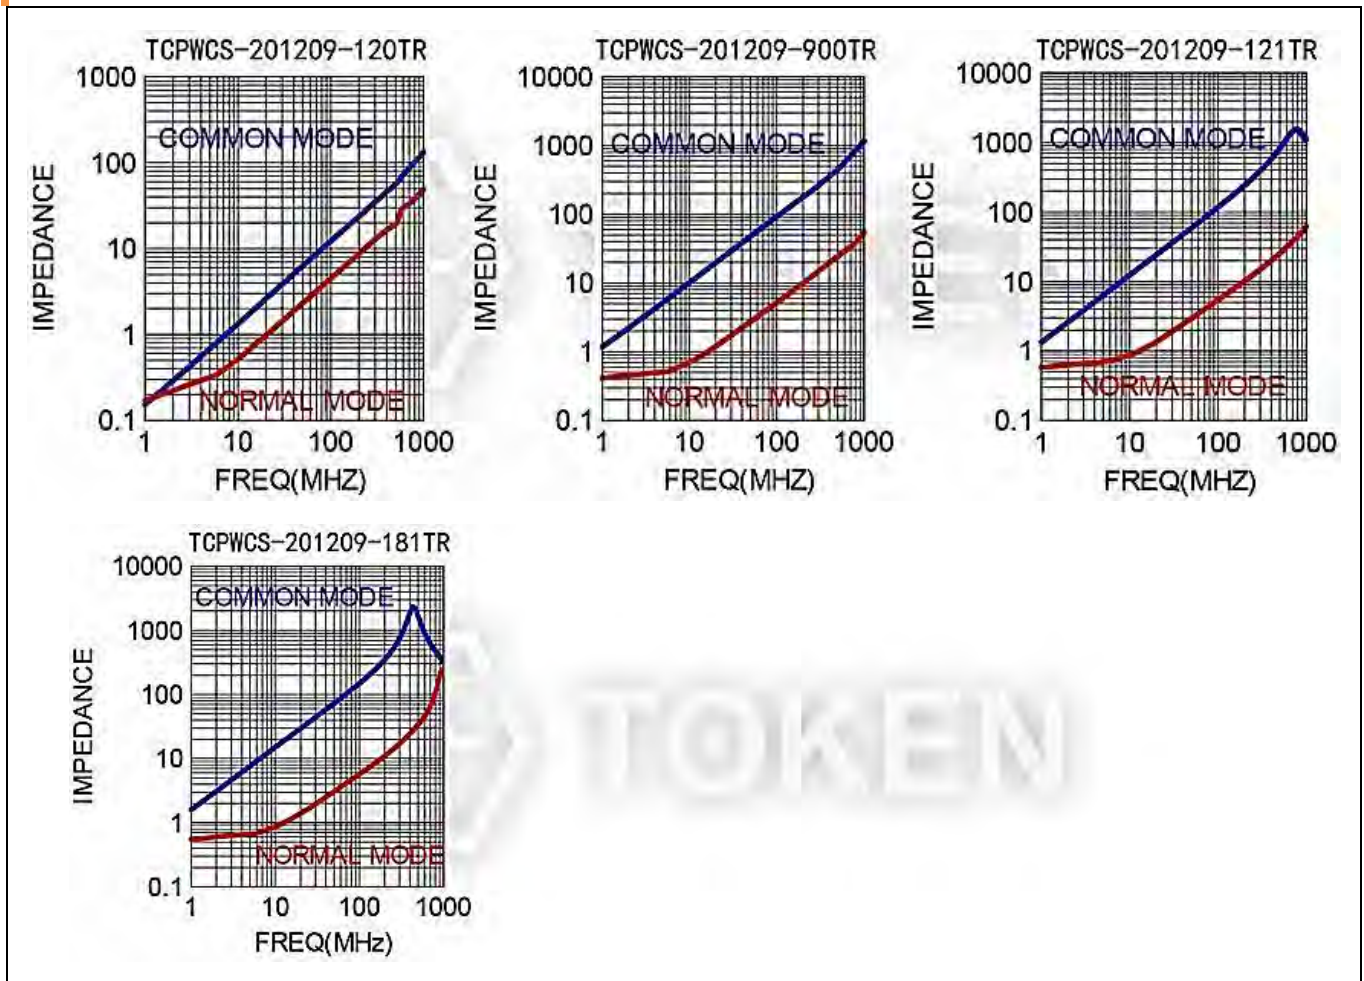 TCPWCS-201209-120TR
1000
100
10
1
0.1
IMPEDANCE
COMMON MODE
NORMAL MODE
1 10 100 1000
FREQ(MHZ)
TCPWCS-201209-900TR
10000
1000
100
10
1
0.1
IMPEDANCE
COMMON MODE
NORMAL MODE
1 10 100 1000
FREQ(MHZ)
TCPWCS-201209-121TR
10000
1000
100
10
1
0.1
IMPEDANCE
COMMON MODE
NORMAL MODE
1 10 100 1000
FREQ(MHZ)
TCPWCS-201209-181TR
10000
1000
100
10
1
0.1
IMPEDANCE
COMMON MODE
NORMAL MODE
1 10 100 1000
FREQ(MHz)
TOKEN